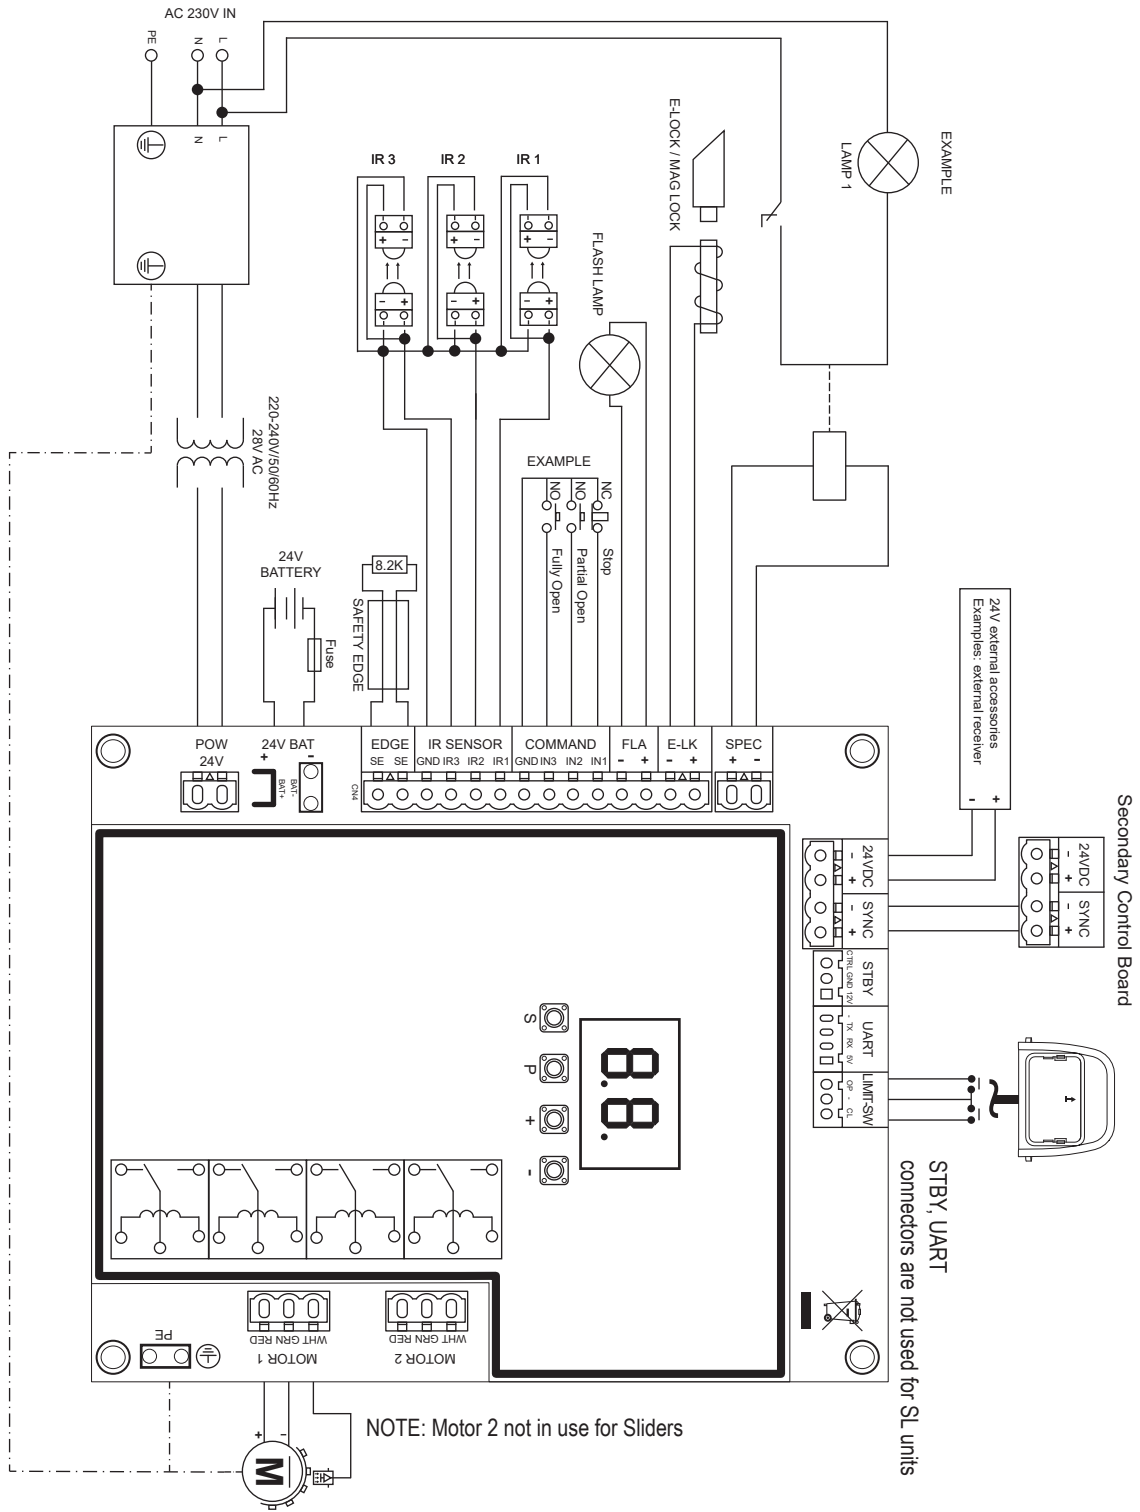 AC 230V IN
PE
N
L
N
L
EXAMPLE
LAMP 1
E-LOCK / MAG LOCK
IR 3
IR 2
IR 1
+ -
+ -
+ -
- +
- +
- +
FLASH LAMP
220-240V/50/60Hz
28V AC
EXAMPLE
NO
NO
NC
Fully Open
Partial Open
Stop
24V
BATTERY
Fuse
8.2K
SAFETY EDGE
24V external accessories
Examples: external receiver
- +
Secondary Control Board
24VDC
SYNC
- + - +
POW
24V
24V BAT
+ -
BAT+
BAT-
EDGE
SE SE
IR SENSOR
GND IR3 IR2 IR1
COMMAND
GND IN3 IN2 IN1
FLA
- +
E-LK
- +
SPEC
+ -
CN4
24VDC
- +
SYNC
- +
STBY
CTRL GND 12V
UART
- TX RX 5V
LIMIT-SW
OP - CL
S
P
+
-
8.8.
STBY, UART
connectors are not used for SL units
PE
WHT GRN RED
MOTOR 1
WHT GRN RED
MOTOR 2
+ -
M
NOTE: Motor 2 not in use for Sliders